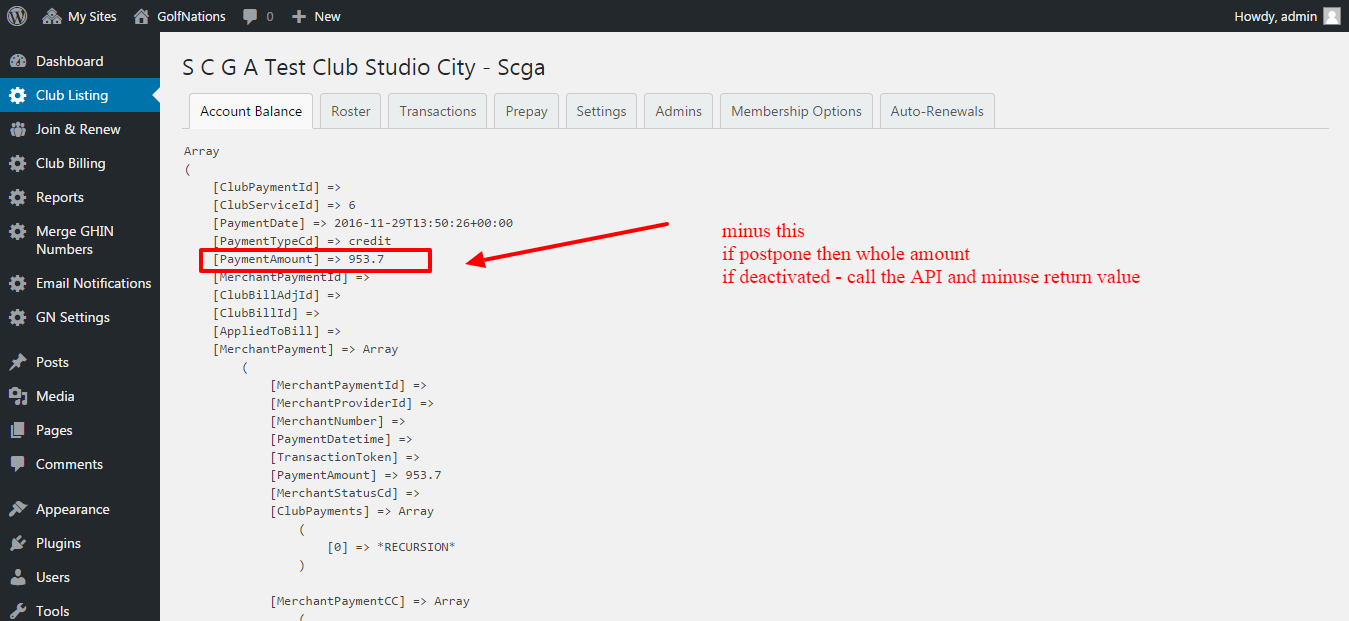 My Sites GolfNations 0 New Howdy, admin
Dashboard
Club Listing
Join & Renew
Club Billing
Reports
Merge GHIN
Numbers
Email Notifications
GN Settings
Posts
Media
Pages
Comments
Appearance
Plugins
Users
Tools
S C G A Test Club Studio City - Scga
Account Balance Roster Transactions Prepay Settings Admins Membership Options Auto-Renewals
Array
(
[ClubPaymentId] =>
[ClubServiceId] => 6
[PaymentDate] => 2016-11-29T13:50:26+00:00
[PaymentTypeCd] => credit
[PaymentAmount] => 953.7
[MerchantPaymentId] =>
[ClubBillAdjId] =>
[ClubBillId] =>
[AppliedToBill] =>
[MerchantPayment] => Array
(
[MerchantPaymentId] =>
[MerchantProviderId] =>
[MerchantNumber] =>
[PaymentDatetime] =>
[TransactionToken] =>
[PaymentAmount] => 953.7
[MerchantStatusCd] =>
[ClubPayments] => Array
(
[0] => *RECURSION*
)
[MerchantPaymentCC] => Array
(
minus this
if postpone then whole amount
if deactivated - call the API and minuse return value